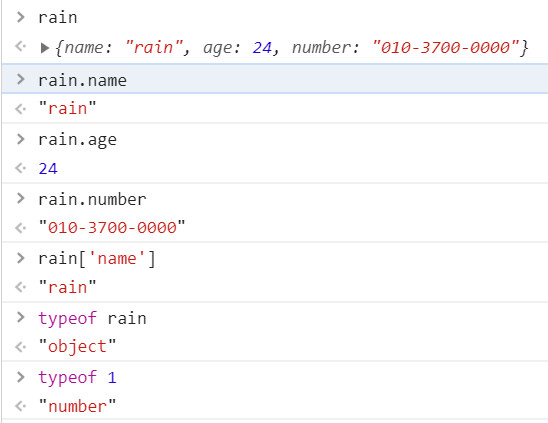 rain
{name: "rain", age: 24, number: "010-3700-0000"}
rain.name
"rain"
rain.age
24
rain.number
"010-3700-0000"
rain['name']
"rain"
typeof rain
"object"
typeof 1
"number"